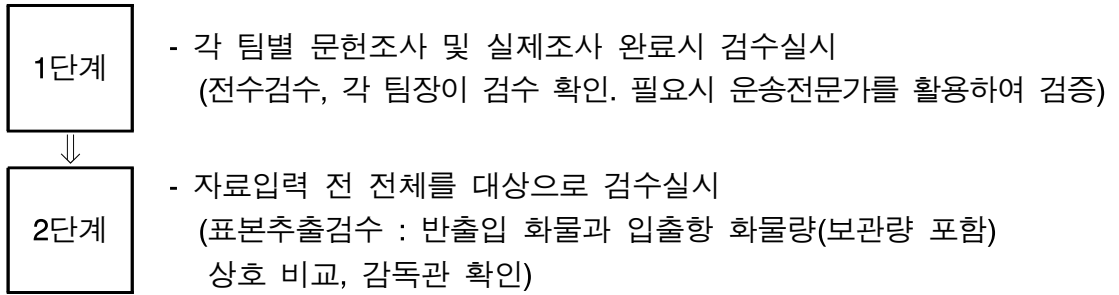 1단계
- 각 팀별 문헌조사 및 실제조사 완료시 검수실시
(전수검수, 각 팀장이 검수 확인. 필요시 운송전문가를 활용하여 검증)
⇓
2단계
- 자료입력 전 전체를 대상으로 검수실시
(표본추출검수 : 반출입 화물과 입출항 화물량(보관량 포함)
상호 비교, 감독관 확인)